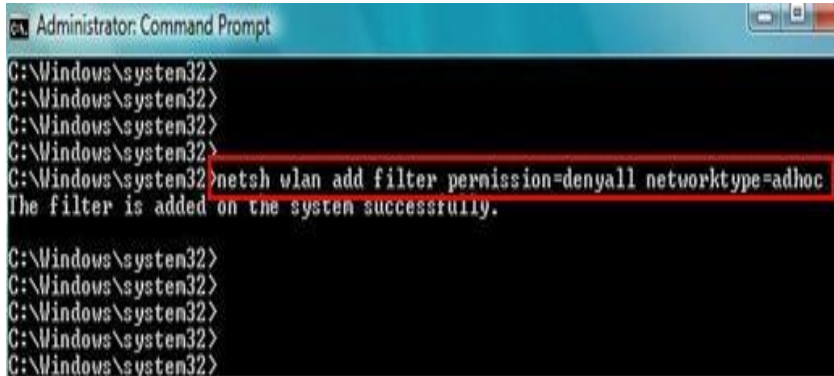 Administrator: Command Prompt
C:\Windows\system32>
C:\Windows\system32>
C:\Windows\system32>
C:\Windows\system32>
C:\Windows\system32>netsh wlan add filter permission=denyall networktype=adhoc
The filter is added on the system successfully.
C:\Windows\system32>
C:\Windows\system32>
C:\Windows\system32>
C:\Windows\system32>
C:\Windows\system32>